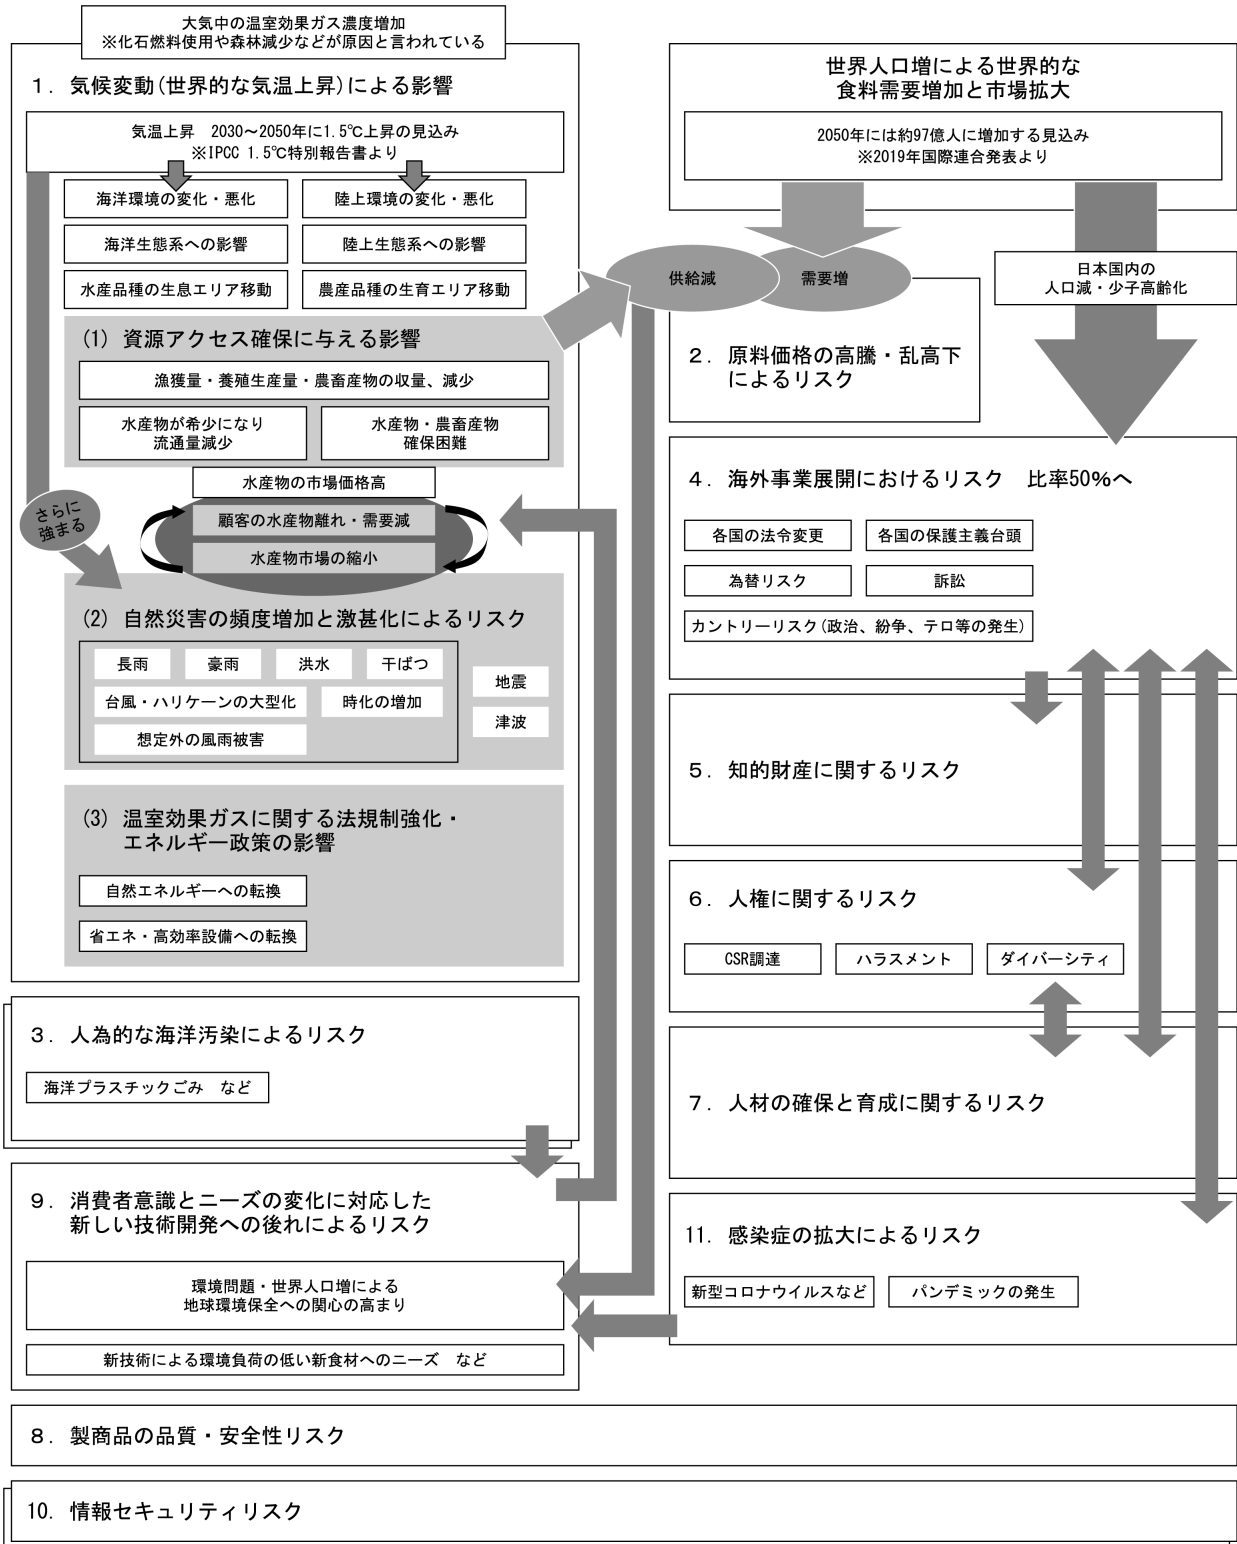 大気中の温室効果ガス濃度増加
※化石燃料使用や森林減少などが原因と言われている
1. 気候変動(世界的な気温上昇)による影響
気温上昇 2030～2050年に1.5℃上昇の見込み
※IPCC 1.5℃特別報告書より
海洋環境の変化・悪化
陸上環境の変化・悪化
海洋生態系への影響
陸上生態系への影響
水産品種の生息エリア移動
農産品種の生育エリア移動
(1) 資源アクセス確保に与える影響
漁獲量・養殖生産量・農畜産物の収量、減少
水産物が希少になり
流通量減少
水産物・農畜産物
確保困難
水産物の市場価格高
顧客の水産物離れ・需要減
水産物市場の縮小
さらに
強まる
(2) 自然災害の頻度増加と激甚化によるリスク
長雨
豪雨
洪水
干ばつ
台風・ハリケーンの大型化
時化の増加
想定外の風雨被害
地震
津波
(3) 温室効果ガスに関する法規制強化・
エネルギー政策の影響
自然エネルギーへの転換
省エネ・高効率設備への転換
3. 人為的な海洋汚染によるリスク
海洋プラスチックごみ など
9. 消費者意識とニーズの変化に対応した
新しい技術開発への後れによるリスク
環境問題・世界人口増による
地球環境保全への関心の高まり
新技術による環境負荷の低い新食材へのニーズ など
世界人口増による世界的な
食料需要増加と市場拡大
2050年には約97億人に増加する見込み
※2019年国際連合発表より
供給減
需要増
日本国内の
人口減・少子高齢化
2. 原料価格の高騰・乱高下
によるリスク
4. 海外事業展開におけるリスク 比率50%へ
各国の法令変更
各国の保護主義台頭
為替リスク
訴訟
カントリーリスク(政治、紛争、テロ等の発生)
5. 知的財産に関するリスク
6. 人権に関するリスク
CSR調達
ハラスメント
ダイバーシティ
7. 人材の確保と育成に関するリスク
11. 感染症の拡大によるリスク
新型コロナウイルスなど
パンデミックの発生
8. 製商品の品質・安全性リスク
10. 情報セキュリティリスク